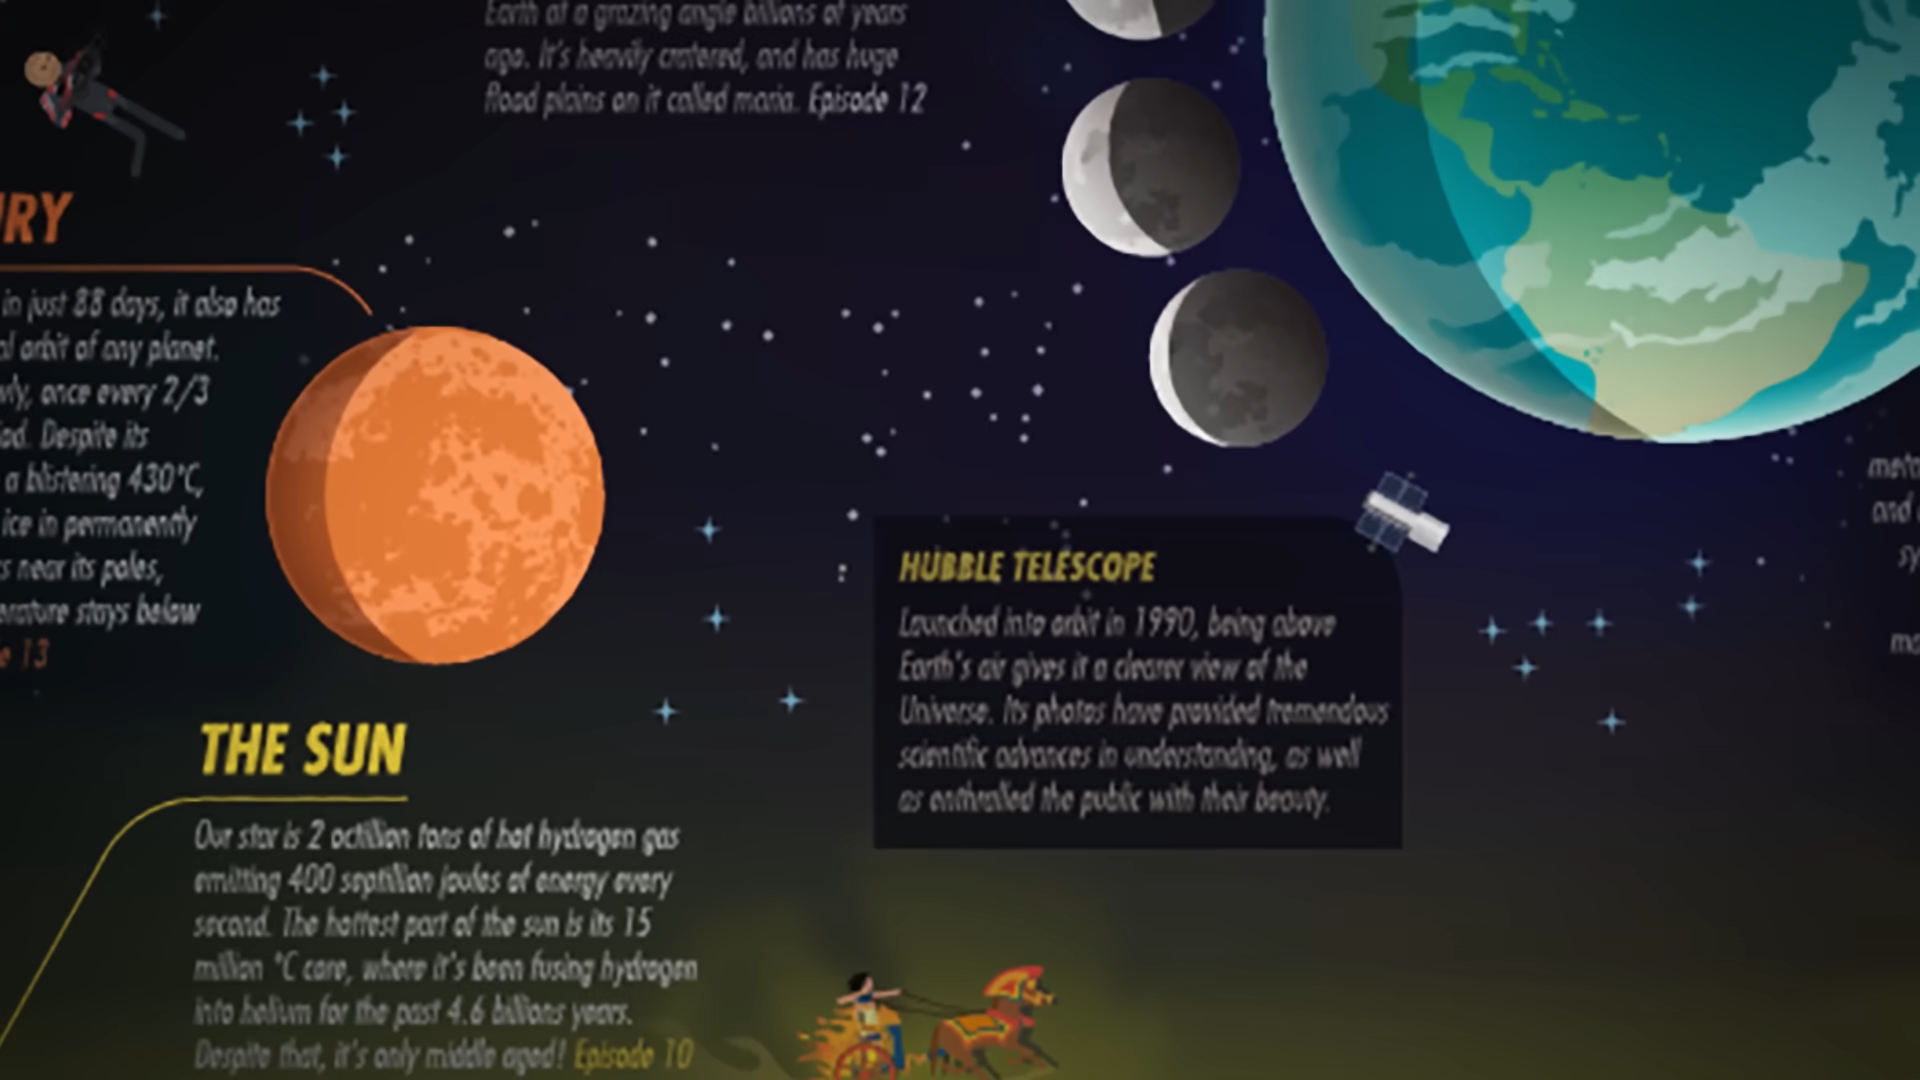 Earth at a grazing angle billions of years
ago. It's heavily cratered, and has huge
flood plains on it called maria. Episode 12
URY
in just 88 days, it also has
al orbit of any planet.
wly, once every 2/3
iod. Despite its
a blistering 430°C,
ice in permanently
s near its poles,
erature stays below
e 13
THE SUN
Our star is 2 octillion tons of hot hydrogen gas
emitting 400 septillion joules of energy every
second. The hottest part of the sun is its 15
million °C core, where it's been fusing hydrogen
into helium for the past 4.6 billions years.
Despite that, it's only middle aged! Episode 10
HUBBLE TELESCOPE
Launched into orbit in 1990, being above
Earth's air gives it a clearer view of the
Universe. Its photos have provided tremendous
scientific advances in understanding, as well
as enthralled the public with their beauty.
and